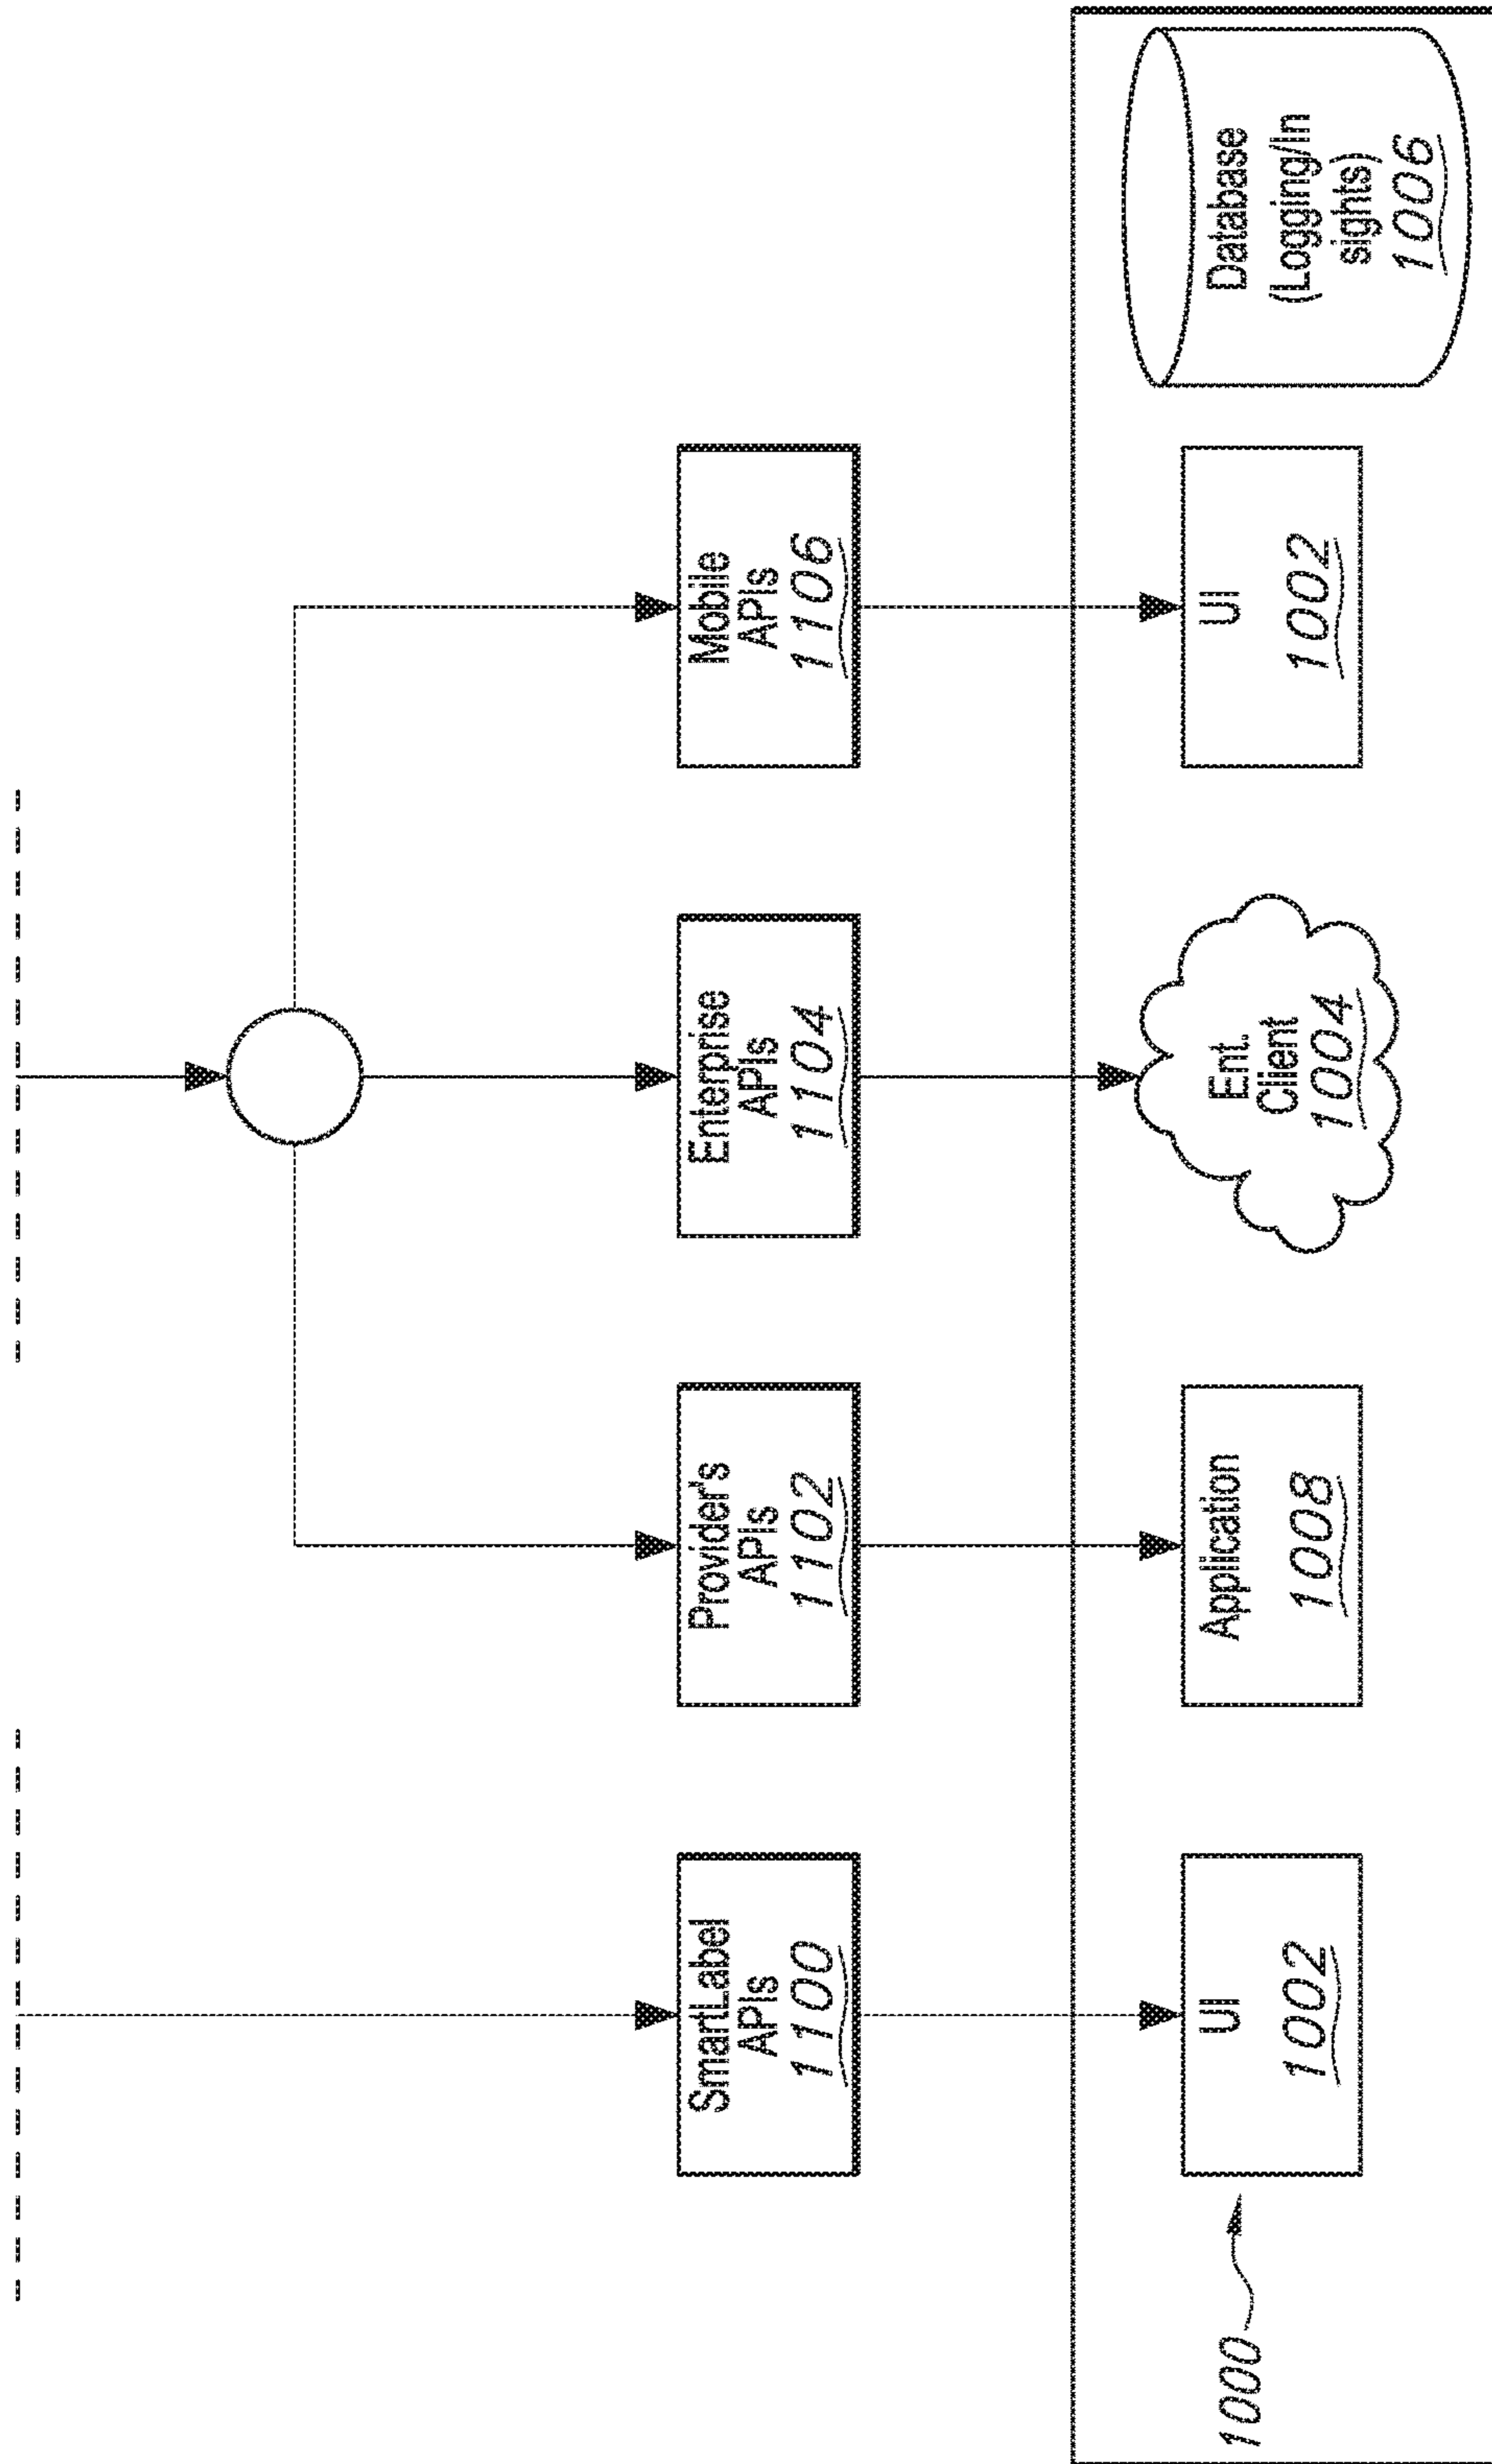 SmartLabel
APIs
1100
Provider's
APIs
1102
Enterprise
APIs
1104
Mobile
APIs
1106
1000
UI
1002
Application
1008
Ent.
Client
1004
UI
1002
Database
(Logging/In
sights)
1006